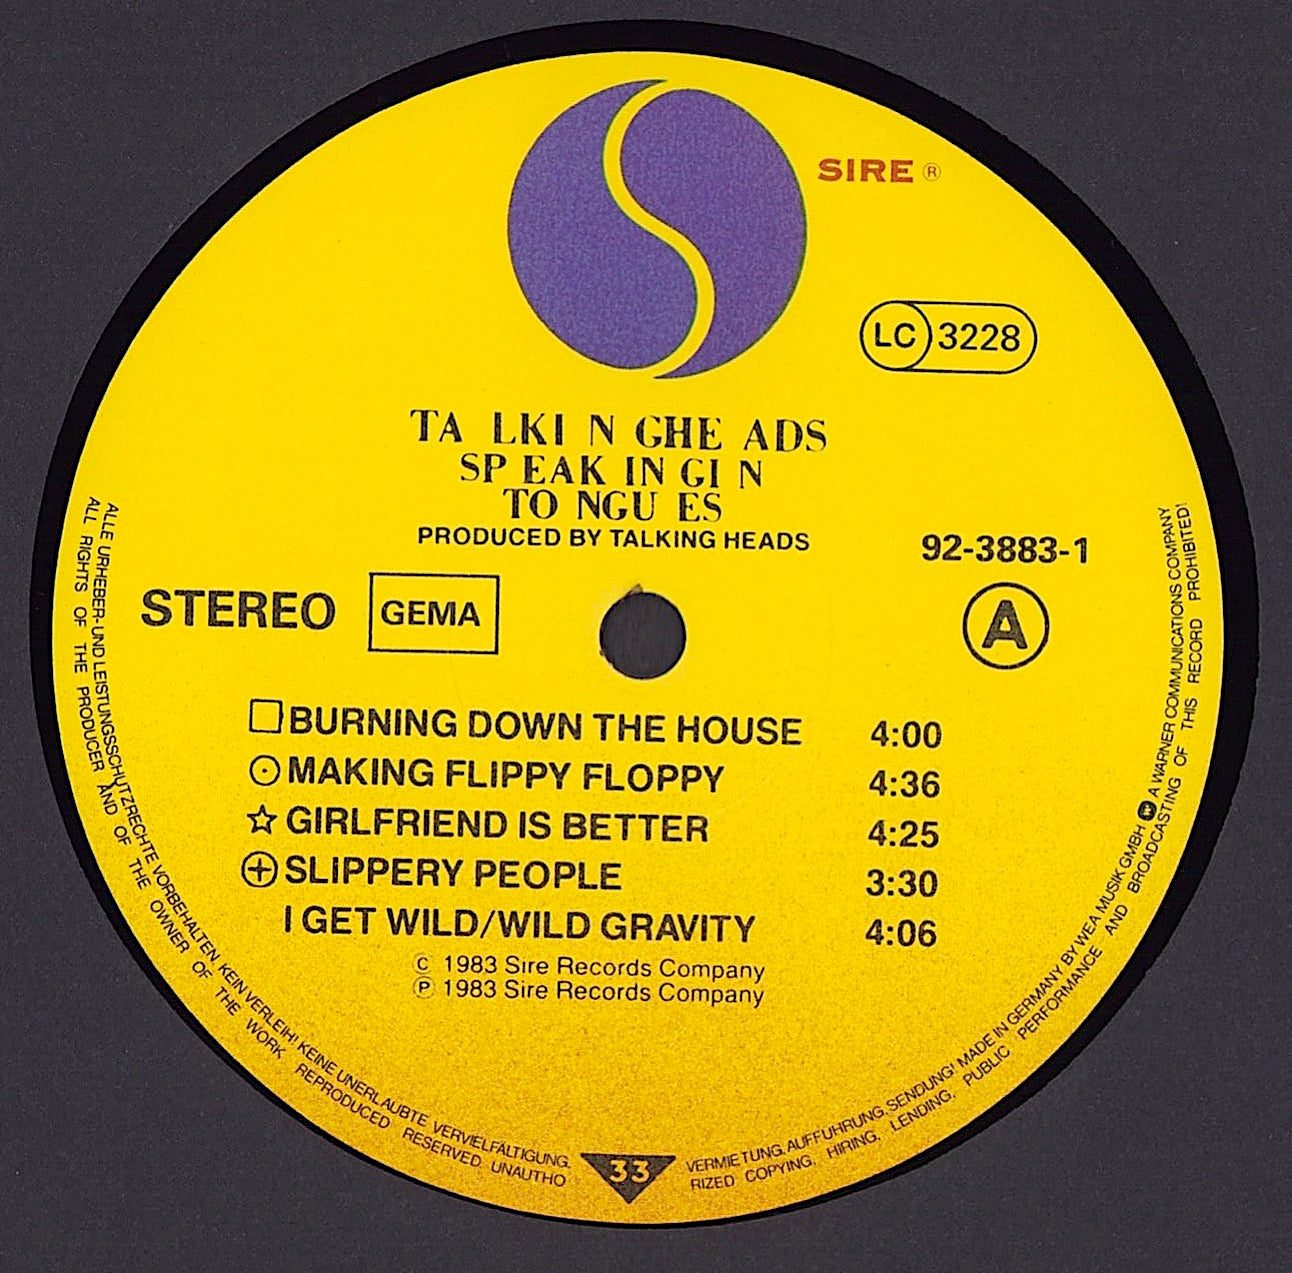 SIRE ®
LC 3228
TA LKI N GHE ADS
SP EAK IN GI N
TO NGU ES
PRODUCED BY TALKING HEADS
92-3883-1
STEREO GEMA
A
BURNING DOWN THE HOUSE 4:00
MAKING FLIPPY FLOPPY 4:36
GIRLFRIEND IS BETTER 4:25
SLIPPERY PEOPLE 3:30
I GET WILD/WILD GRAVITY 4:06
© 1983 Sire Records Company
℗ 1983 Sire Records Company
ALLE URHEBER- UND LEISTUNGSSCHUTZRECHTE VORBEHALTEN. KEIN VERLEIH! KEINE UNERLAUBTE VERVIELFÄLTIGUNG, VERMIETUNG, AUFFÜHRUNG, SENDUNG! MADE IN GERMANY BY WEA MUSIK GMBH A WARNER COMMUNICATIONS COMPANY
ALL RIGHTS OF THE PRODUCER AND OF THE OWNER OF THE WORK REPRODUCED RESERVED. UNAUTHO RIZED COPYING, HIRING, LENDING, PUBLIC PERFORMANCE AND BROADCASTING OF THIS RECORD PROHIBITED!
33